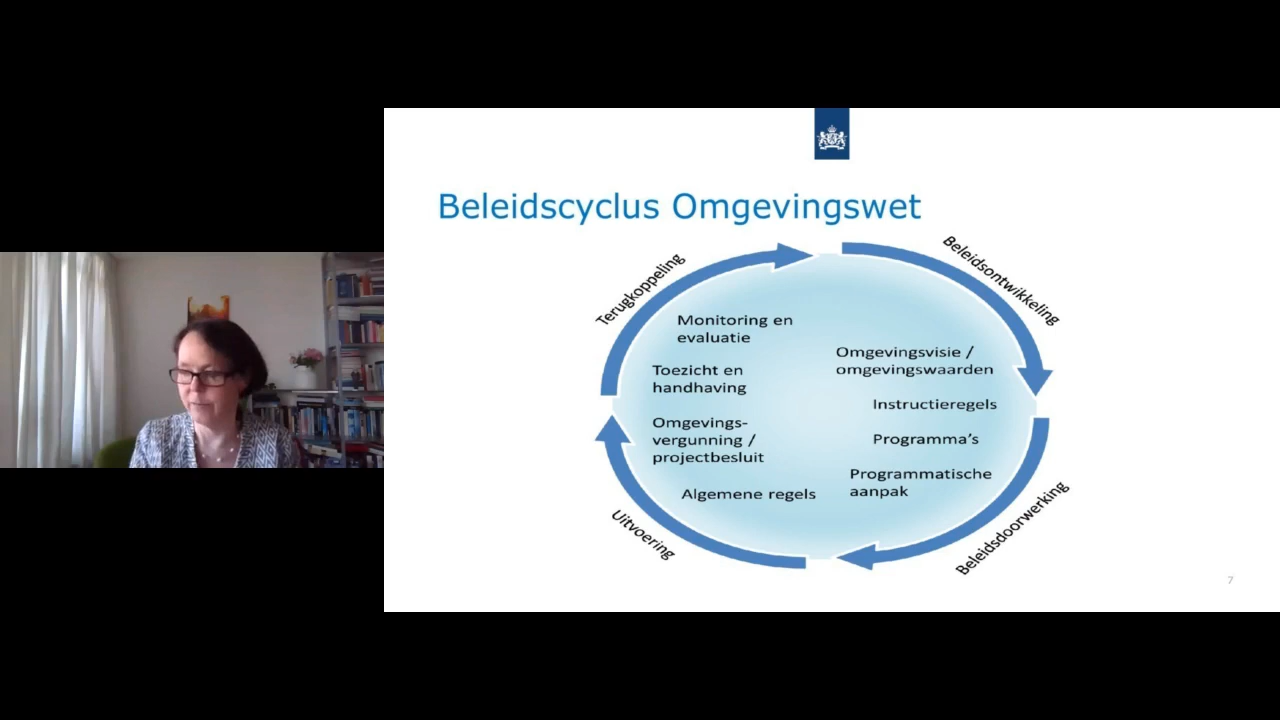 Beleidscyclus Omgevingswet
Terugkoppeling
Beleidsontwikkeling
Monitoring en
evaluatie
Toezicht en
handhaving
Omgevings-
vergunning /
projectbesluit
Algemene regels
Omgevingsvisie /
omgevingswaarden
Instructieregels
Programma's
Programmatische
aanpak
Uitvoering
Beleidsdoorwerking
7